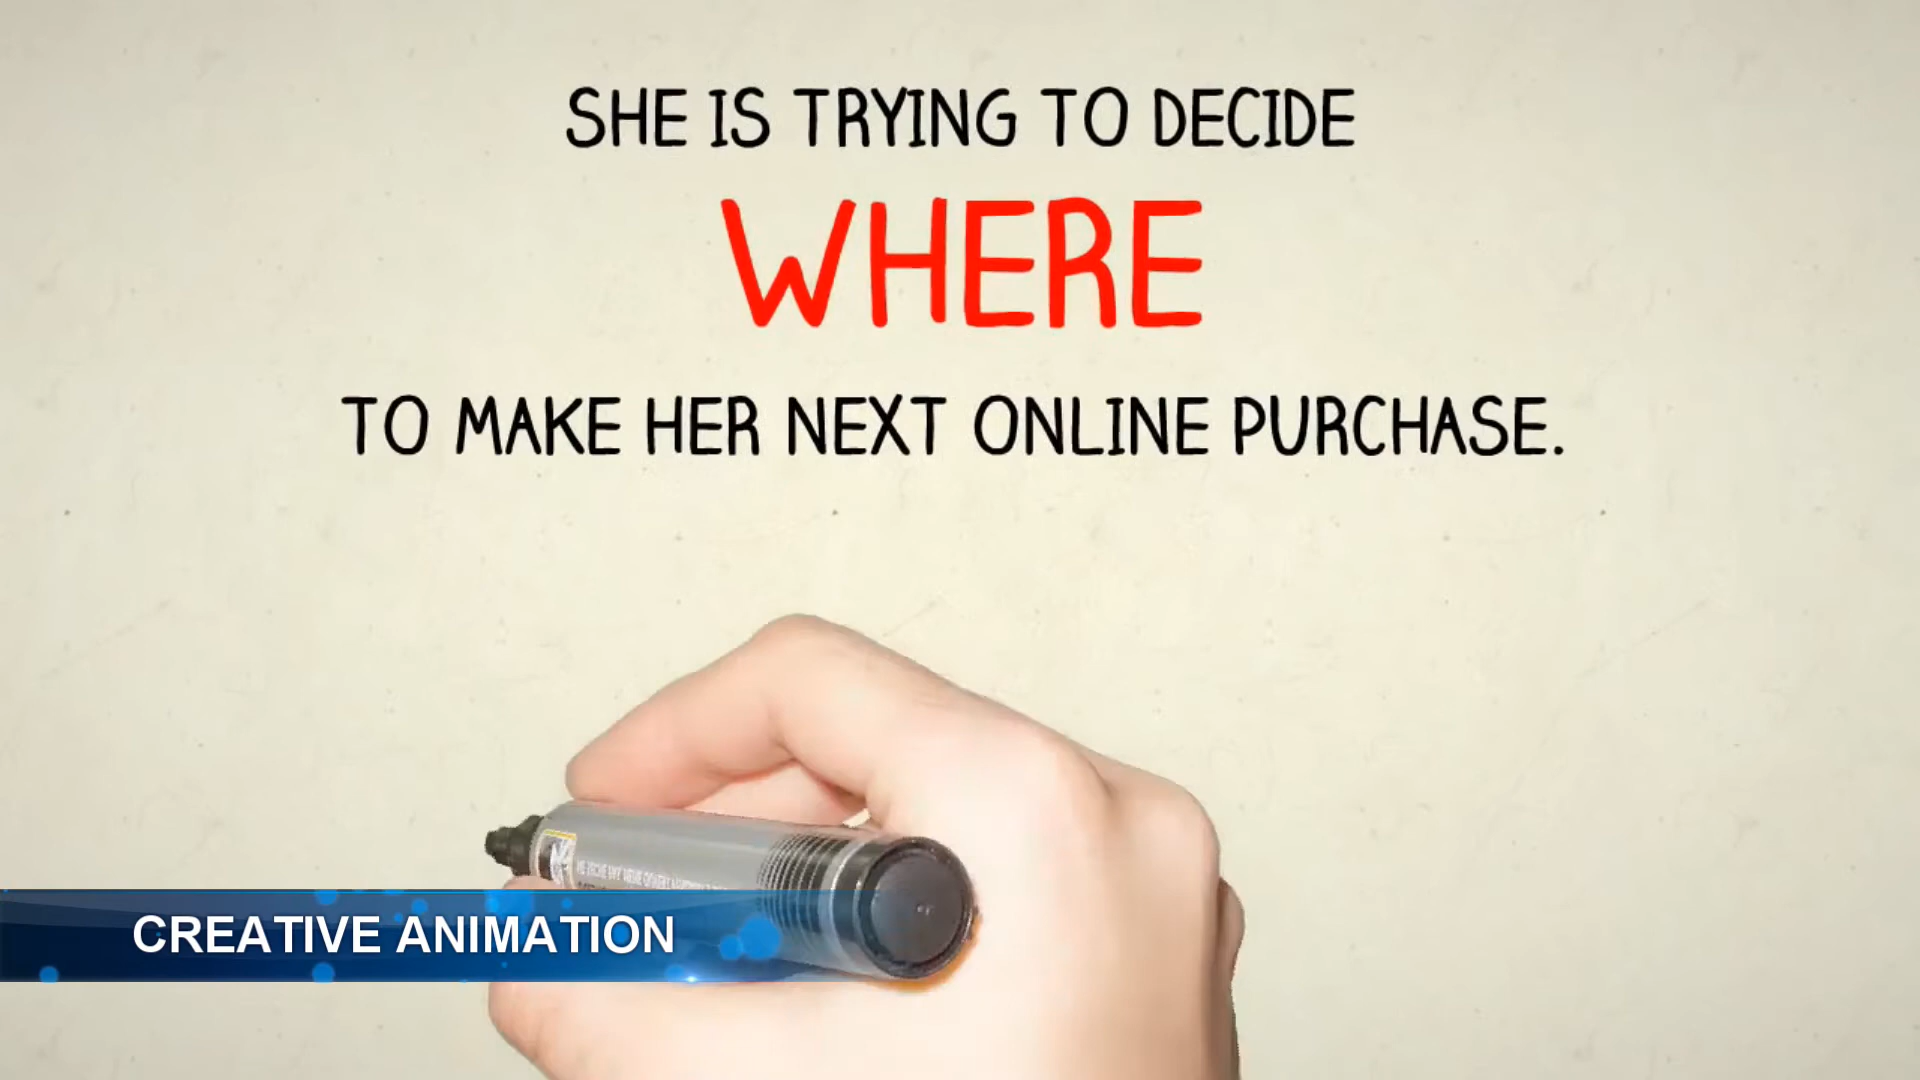 SHE IS TRYING TO DECIDE
WHERE
TO MAKE HER NEXT ONLINE PURCHASE.
CREATIVE ANIMATION